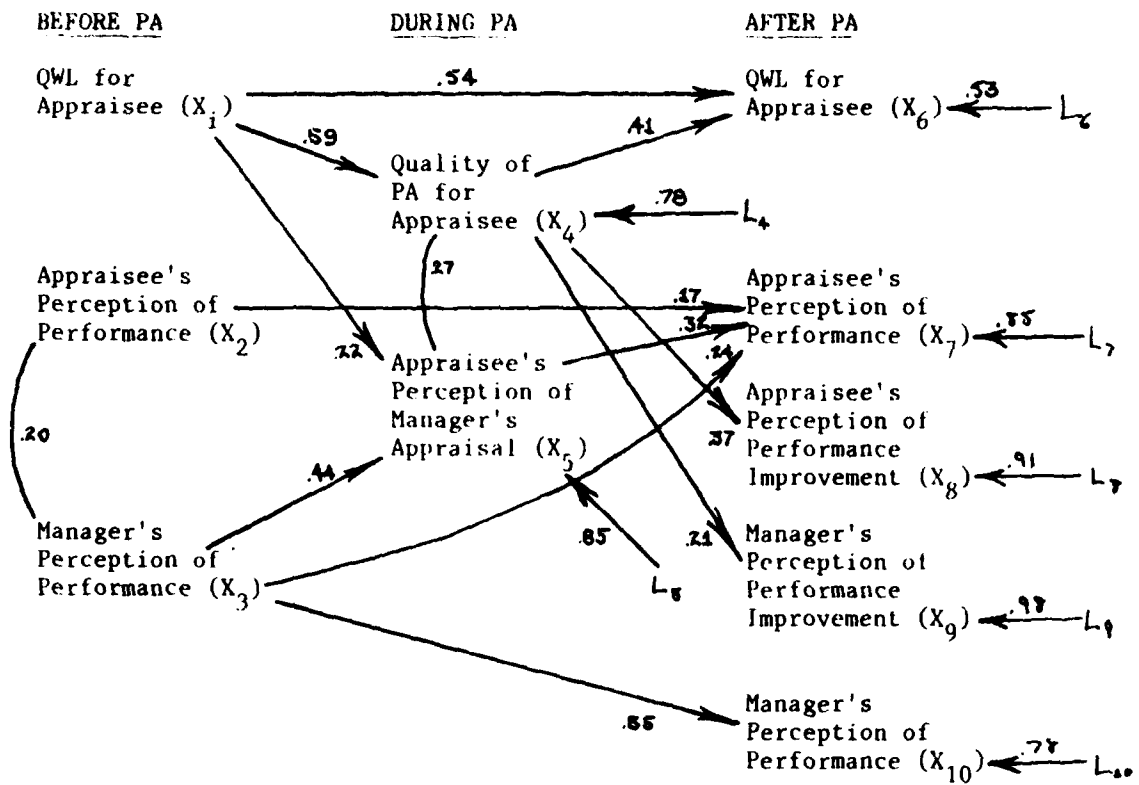 BEFORE PA DURING PA AFTER PA
QWL for
Appraisee (X1)
.54
QWL for
Appraisee (X6)
.53
L6
.59
.41
Quality of
PA for
Appraisee (X4)
.78
L4
.27
Appraisee's
Perception of
Performance (X2)
.17
.32
.24
Appraisee's
Perception of
Performance (X7)
.85
L7
.22
Appraisee's
Perception of
Manager's
Appraisal (X5)
.37
Appraisee's
Perception of
Performance
Improvement (X8)
.91
L8
.20
.44
.85
L5
Manager's
Perception of
Performance (X3)
.21
Manager's
Perception of
Performance
Improvement (X9)
.98
L9
Manager's
Perception of
Performance (X10)
.78
L10